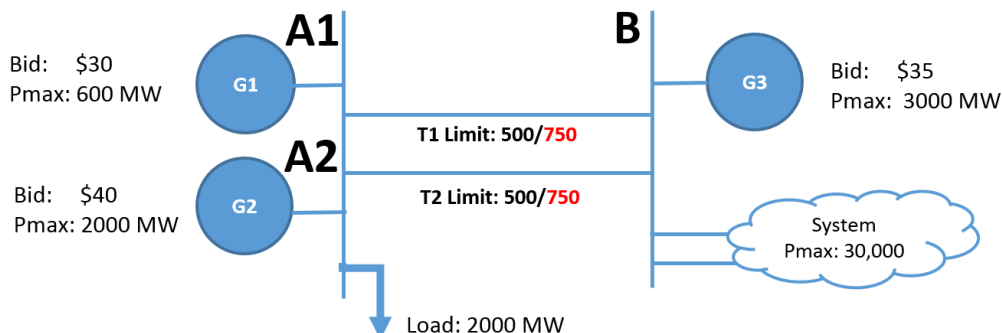 A1
B
Bid: $30
Pmax: 600 MW
G1
G3
Bid: $35
Pmax: 3000 MW
T1 Limit: 500/750
A2
T2 Limit: 500/750
Bid: $40
Pmax: 2000 MW
G2
System
Pmax: 30,000
Load: 2000 MW